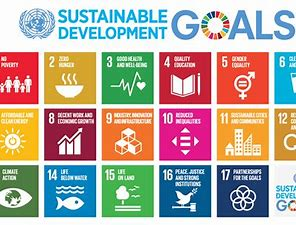 SUSTAINABLE
DEVELOPMENT
GOALS
NO
POVERTY
2 ZERO
HUNGER
3 GOOD HEALTH
AND WELL-BEING
4 QUALITY
EDUCATION
5 GENDER
EQUALITY
6
AFFORDABLE AND
CLEAN ENERGY
8 DECENT WORK AND
ECONOMIC GROWTH
9 INDUSTRY, INNOVATION
AND INFRASTRUCTURE
10 REDUCED
INEQUALITIES
11 SUSTAINABLE CITIES
AND COMMUNITIES
12
CLIMATE
ACTION
14 LIFE
BELOW WATER
15 LIFE
ON LAND
16 PEACE, JUSTICE
AND STRONG
INSTITUTIONS
17 PARTNERSHIPS
FOR THE GOALS